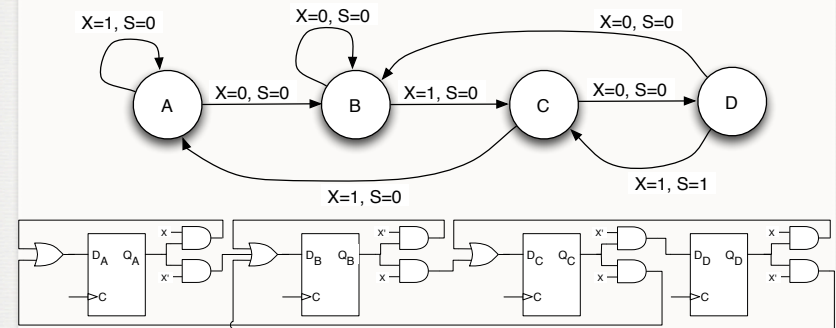 X=1, S=0
X=0, S=0
X=0, S=0
A
X=0, S=0
B
X=1, S=0
C
X=0, S=0
D
X=1, S=0
X=1, S=1
X
X'
X'
X
D_A Q_A
X'
D_B Q_B
X
D_C Q_C
X
D_D Q_D
X'
C
C
C
C